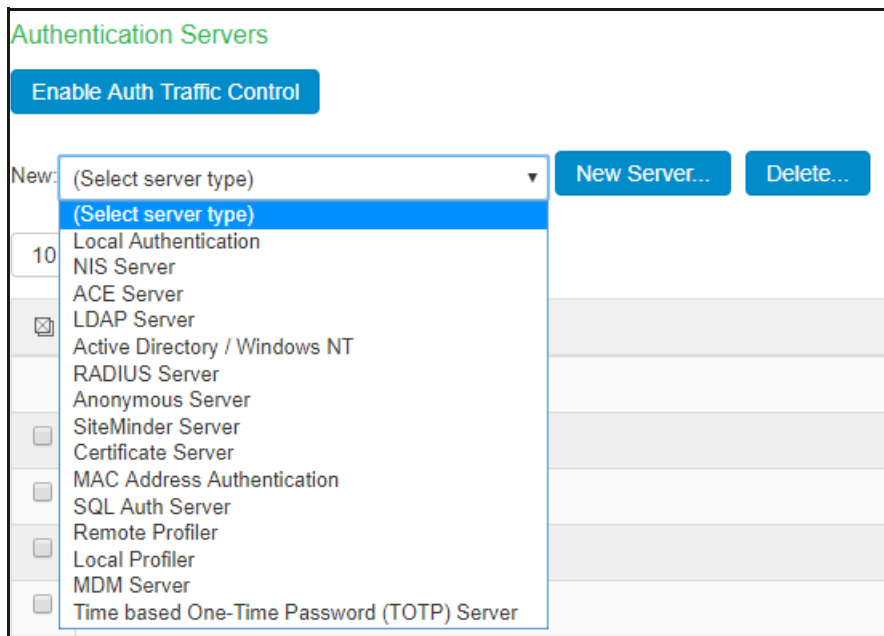 Authentication Servers
Enable Auth Traffic Control
New: (Select server type) New Server... Delete...
(Select server type)
Local Authentication
10
NIS Server
ACE Server
LDAP Server
Active Directory / Windows NT
RADIUS Server
Anonymous Server
SiteMinder Server
Certificate Server
MAC Address Authentication
SQL Auth Server
Remote Profiler
Local Profiler
MDM Server
Time based One-Time Password (TOTP) Server